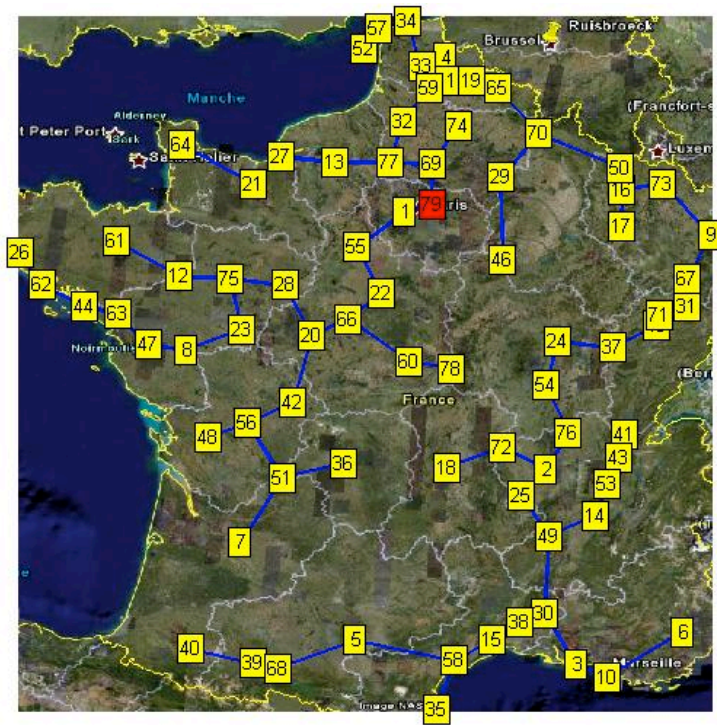 57 34
52
Brussel Ruisbroeck
33 4
59 1 19 65
Manche
(Francfort-s
Alderney
t Peter Port
Sark
32 74 70
64
Luxem
27 13 77 69 50
21 29 16 73
1 79 ris
17
26 61 55 46 9
62 12 75 28 22 67
44 63 20 66 31
71
Noirmouti 47 8 23 24 37
60 78
(Ber
France
54
42
48 56 76 41
51 36 18 72 2 43
53
25
14
7 49
30
38
40 5 15 6
39 68 58 3 Marseille
10
35
Image NAS